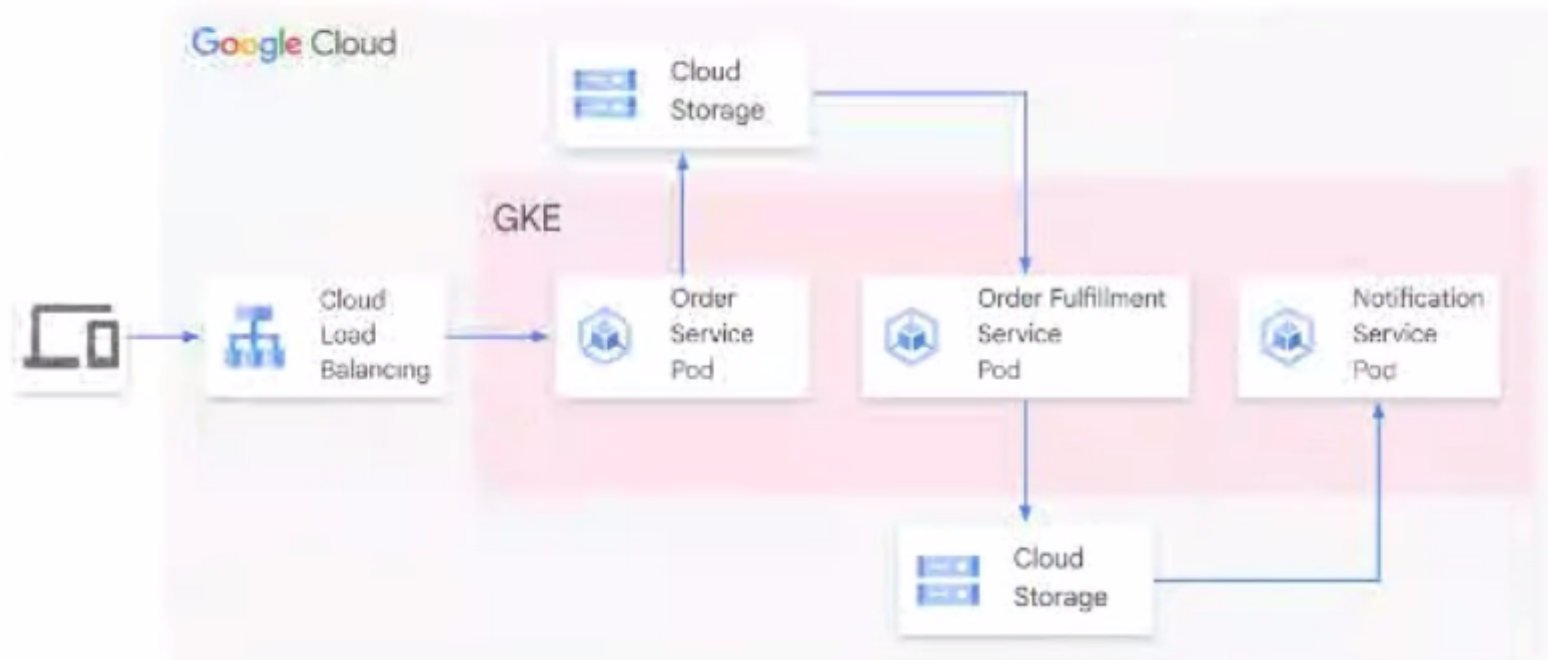 Google Cloud
Cloud
Storage
GKE
Cloud
Load
Balancing
Order
Service
Pod
Order Fulfillment
Service
Pod
Notification
Service
Pod
Cloud
Storage